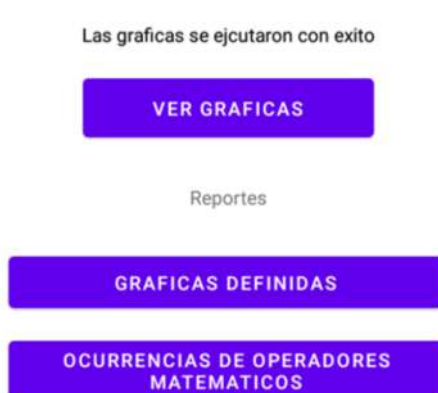 Las graficas se ejcutaron con exito
VER GRAFICAS
Reportes
GRAFICAS DEFINIDAS
OCURRENCIAS DE OPERADORES
MATEMATICOS